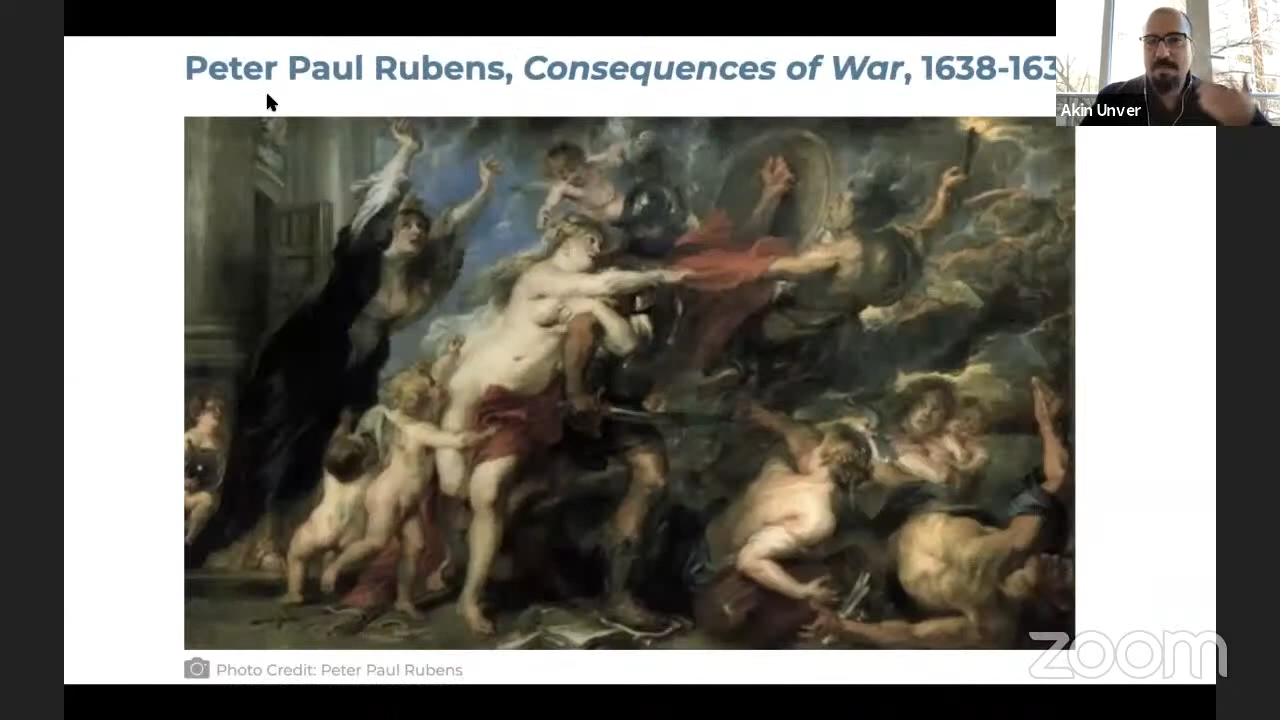 Peter Paul Rubens, Consequences of War, 1638-163
Akin Unver
Photo Credit: Peter Paul Rubens
zoom